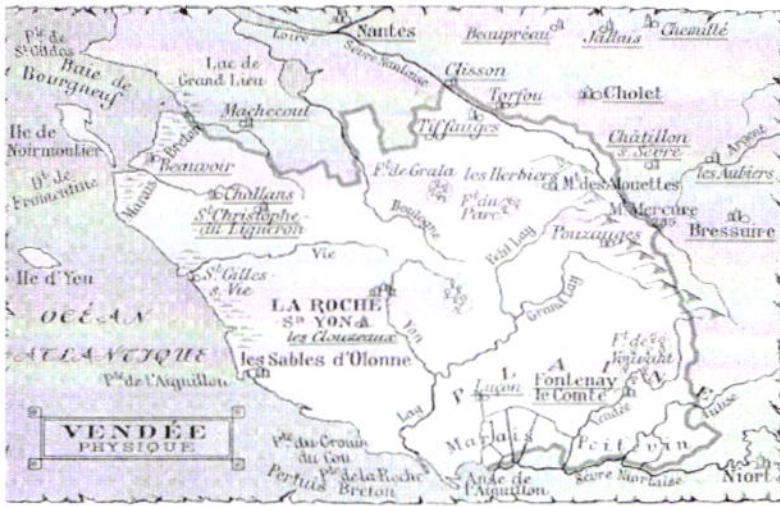 Pte de
St Gildas
Baie de
Bourgneuf
Loire
Nantes
Sèvre Nantaise
Beaupréau
Jallais
Chemillé
Lac de
Grand Lieu
Clisson
Torfou
Cholet
Ile de
Noirmoutier
Machecoul
Tiffauges
Châtillon
s. Sèvre
Argent
Beauvoir
Marais
Breton
Challans
St Christophe
du Ligneron
Ft de Grala
les Herbiers
Mt des Alouettes
les Aubiers
Ft du
Parc
Boulogne
Mt Mercure
Bressuire
Pouzauges
Petit Lay
Vie
Ile d'Yeu
St Gilles
s. Vie
LA ROCHE
S. YON
les Clouzeaux
Yon
Grand Lay
OCÉAN
ATLANTIQUE
les Sables d'Olonne
Pte de l'Aiguillon
Ft de
Vouvant
PLAINE
Luçon
Fontenay
le Comte
Vendée
Autise
Lay
Marais
Poitevin
VENDÉE
PHYSIQUE
Pte du Grouin
du Cou
Pertuis
Breton
Pte de la Roche
Anse de
l'Aiguillon
Sèvre Niortaise
Niort